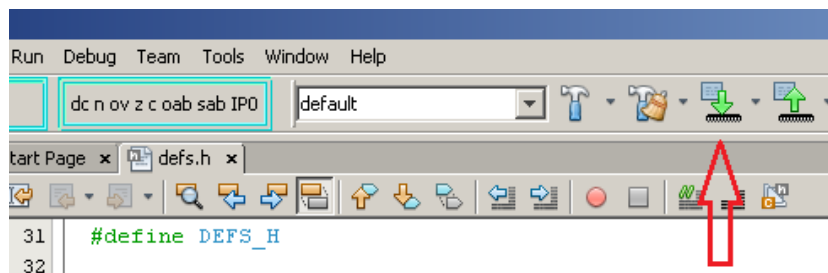 Run Debug Team Tools Window Help
dc n ov z c oab sab IP0 default
tart Page defs.h
31 #define DEFS_H
32